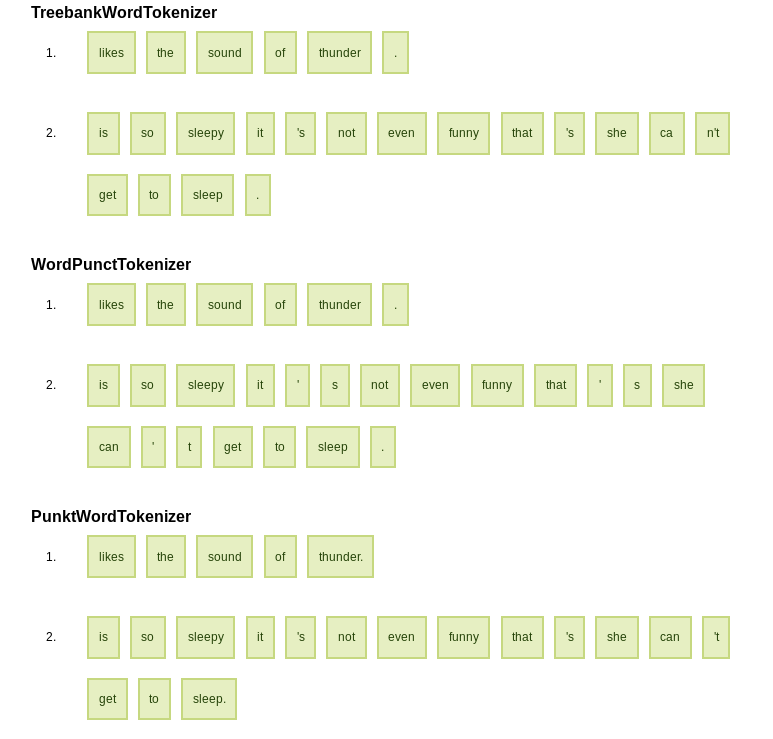 TreebankWordTokenizer
1. likes the sound of thunder .
2. is so sleepy it 's not even funny that 's she ca n't
get to sleep .
WordPunctTokenizer
1. likes the sound of thunder .
2. is so sleepy it ' s not even funny that ' s she
can ' t get to sleep .
PunktWordTokenizer
1. likes the sound of thunder.
2. is so sleepy it 's not even funny that 's she can 't
get to sleep.